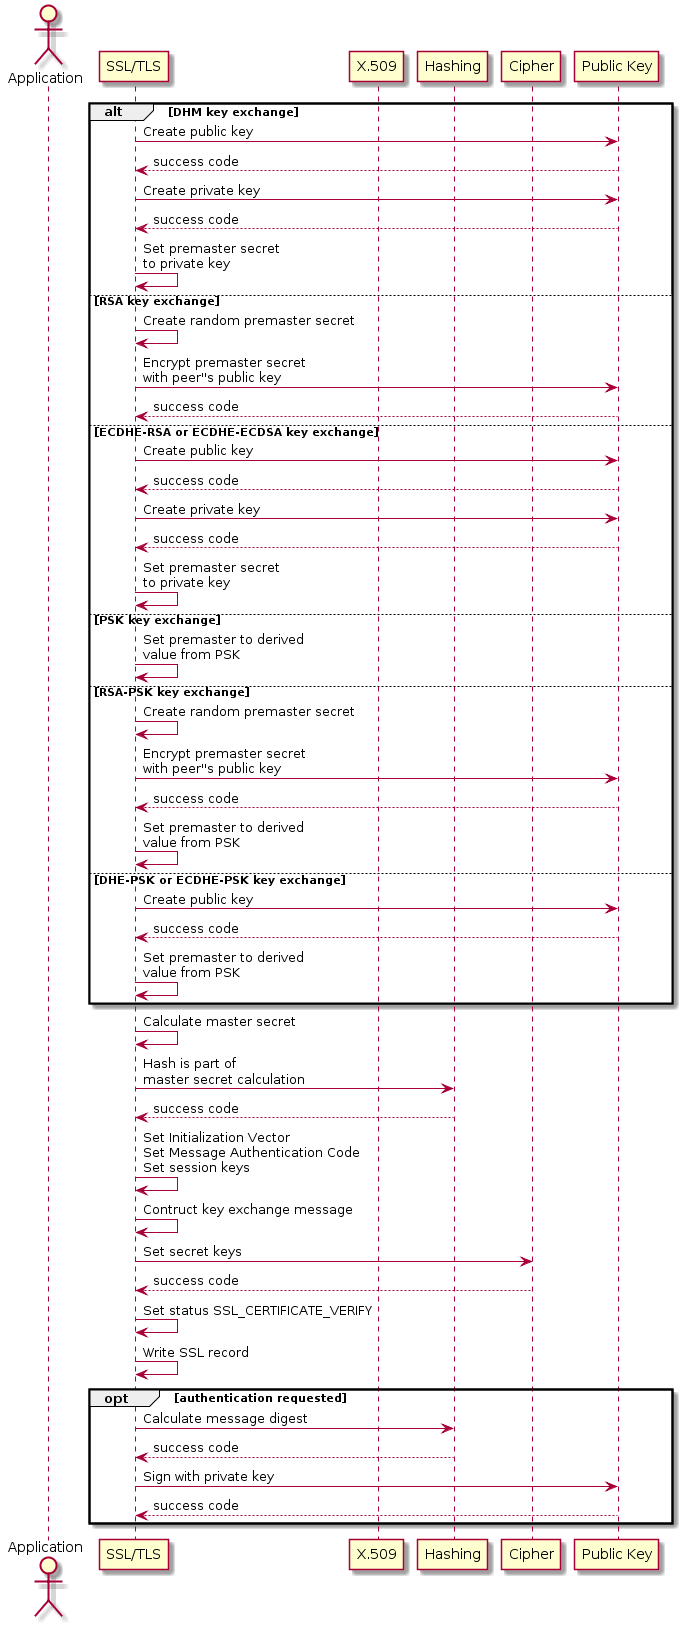 Application
SSL/TLS
X.509
Hashing
Cipher
Public Key
alt [DHM key exchange]
Create public key
success code
Create private key
success code
Set premaster secret
to private key
[RSA key exchange]
Create random premaster secret
Encrypt premaster secret
with peer"s public key
success code
[ECDHE-RSA or ECDHE-ECDSA key exchange]
Create public key
success code
Create private key
success code
Set premaster secret
to private key
[PSK key exchange]
Set premaster to derived
value from PSK
[RSA-PSK key exchange]
Create random premaster secret
Encrypt premaster secret
with peer"s public key
success code
Set premaster to derived
value from PSK
[DHE-PSK or ECDHE-PSK key exchange]
Create public key
success code
Set premaster to derived
value from PSK
Calculate master secret
Hash is part of
master secret calculation
success code
Set Initialization Vector
Set Message Authentication Code
Set session keys
Contruct key exchange message
Set secret keys
success code
Set status SSL_CERTIFICATE_VERIFY
Write SSL record
opt [authentication requested]
Calculate message digest
success code
Sign with private key
success code
Application
SSL/TLS
X.509
Hashing
Cipher
Public Key